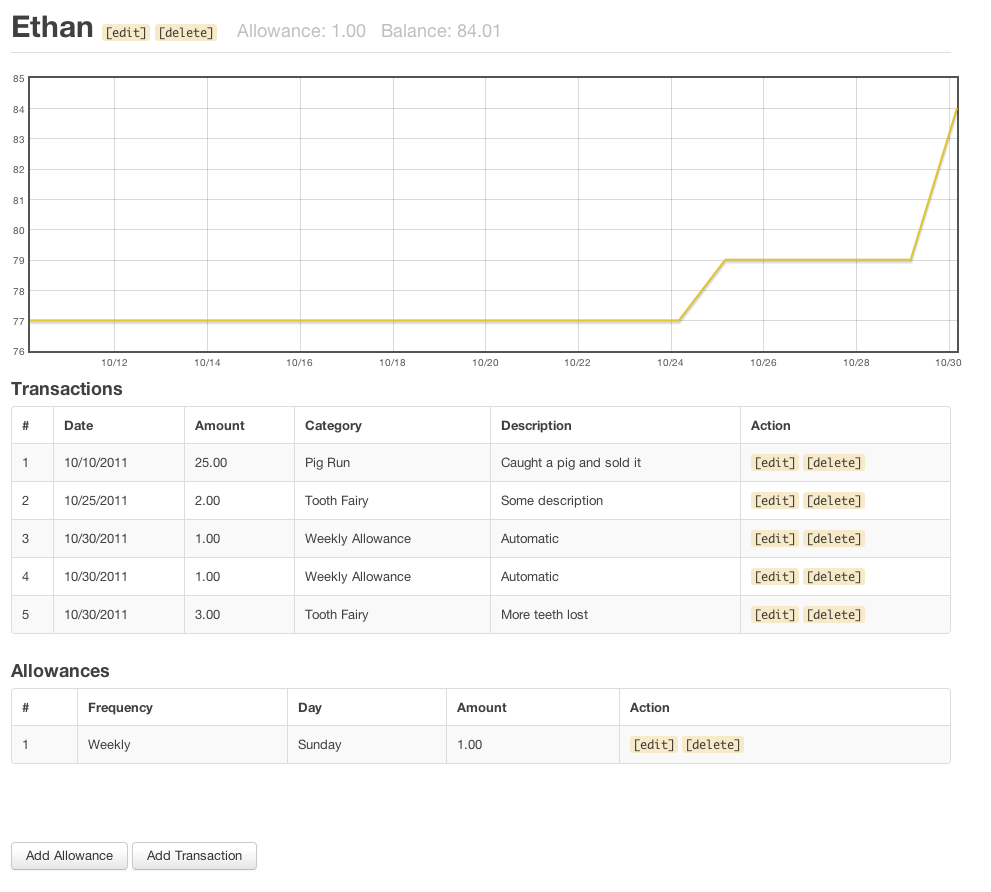 Ethan [edit] [delete] Allowance: 1.00 Balance: 84.01
85
84
83
82
81
80
79
78
77
76
10/12 10/14 10/16 10/18 10/20 10/22 10/24 10/26 10/28 10/30
Transactions
# Date Amount Category Description Action
1 10/10/2011 25.00 Pig Run Caught a pig and sold it [edit] [delete]
2 10/25/2011 2.00 Tooth Fairy Some description [edit] [delete]
3 10/30/2011 1.00 Weekly Allowance Automatic [edit] [delete]
4 10/30/2011 1.00 Weekly Allowance Automatic [edit] [delete]
5 10/30/2011 3.00 Tooth Fairy More teeth lost [edit] [delete]
Allowances
# Frequency Day Amount Action
1 Weekly Sunday 1.00 [edit] [delete]
Add Allowance Add Transaction